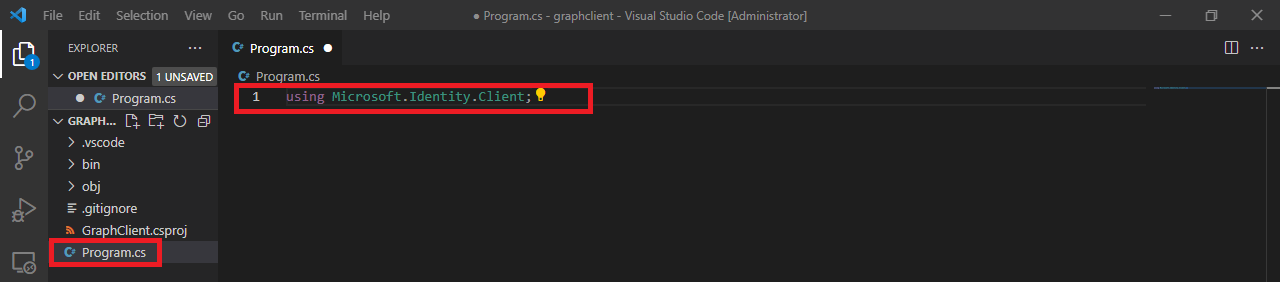 File Edit Selection View Go Run Terminal Help ● Program.cs - graphclient - Visual Studio Code [Administrator]
EXPLORER ···
C# Program.cs ●
OPEN EDITORS 1 UNSAVED
C# Program.cs
● C# Program.cs
1 using Microsoft.Identity.Client;
GRAPH...
> .vscode
> bin
> obj
.gitignore
GraphClient.csproj
C# Program.cs
1